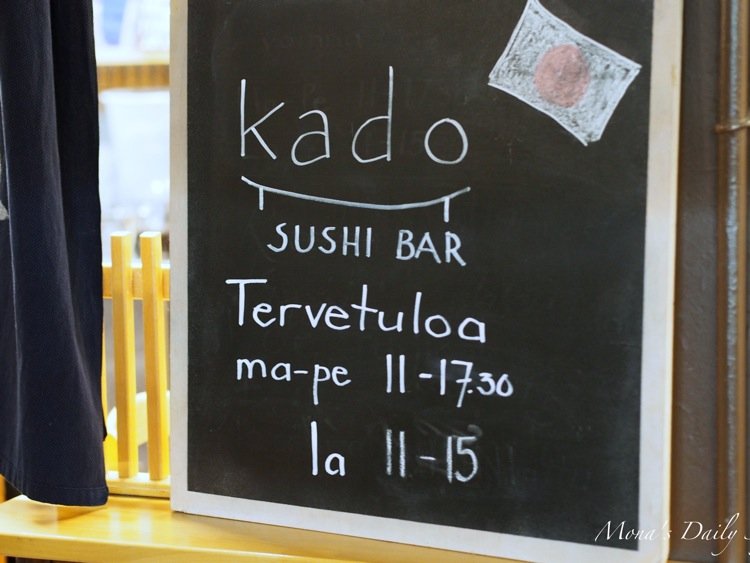 kado
SUSHI BAR
Tervetuloa
ma-pe 11-17.30
la 11-15
Mona's Daily